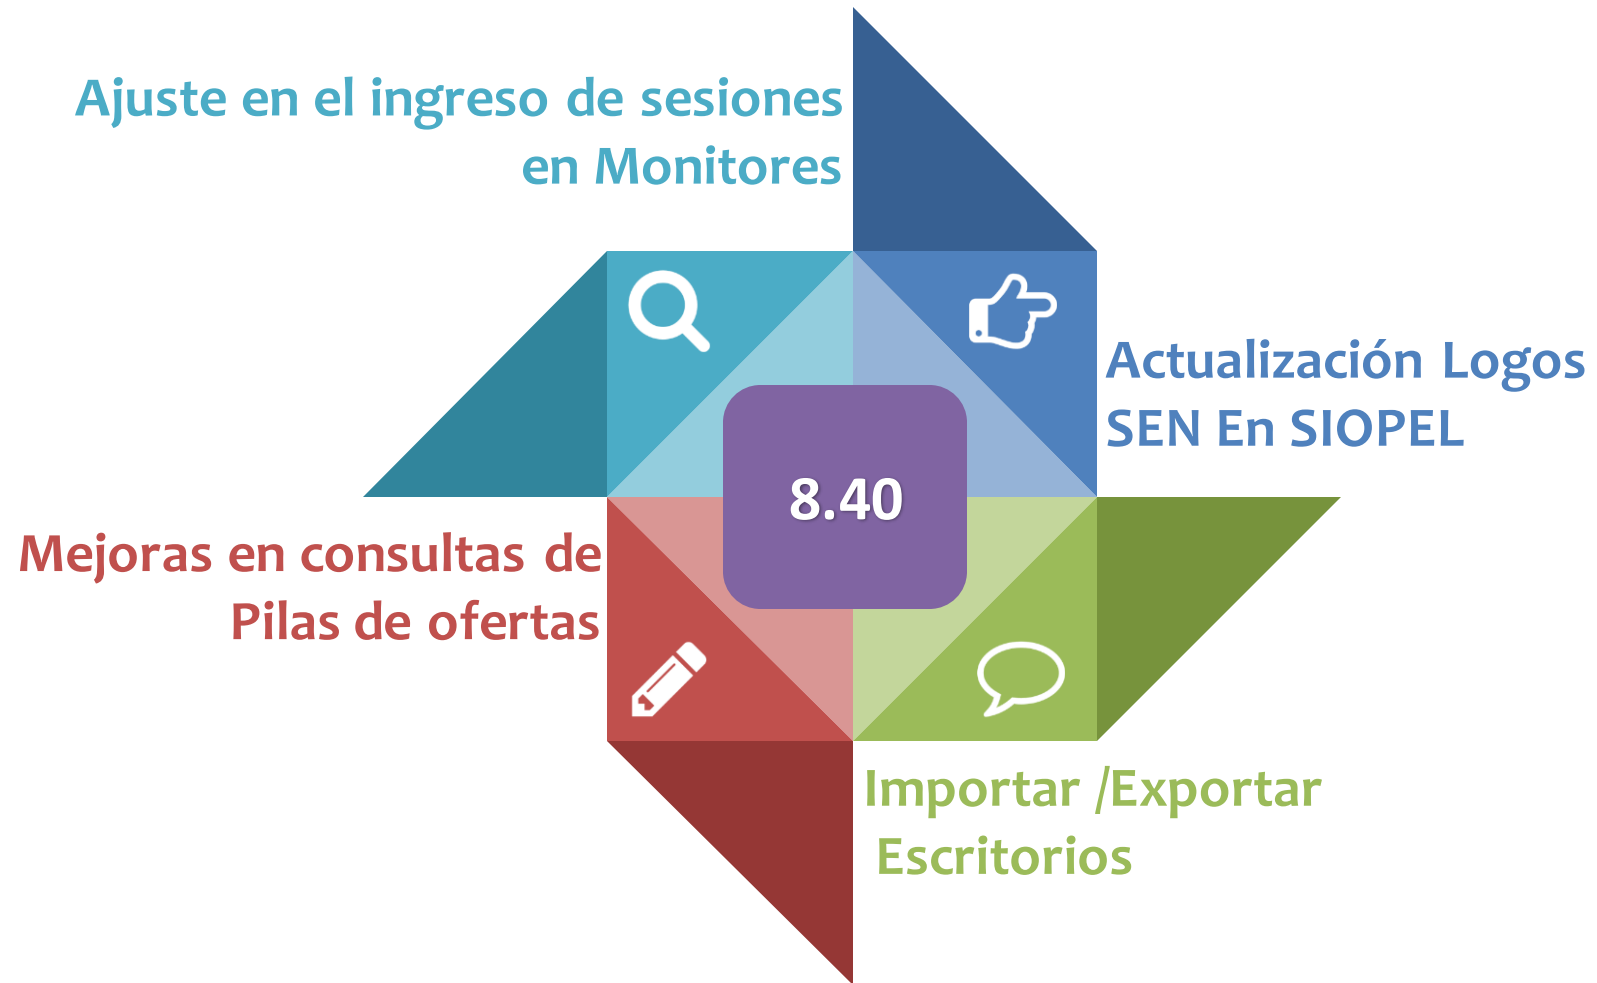 Ajuste en el ingreso de sesiones
en Monitores
Actualización Logos
SEN En SIOPEL
8.40
Mejoras en consultas de
Pilas de ofertas
Importar /Exportar
Escritorios